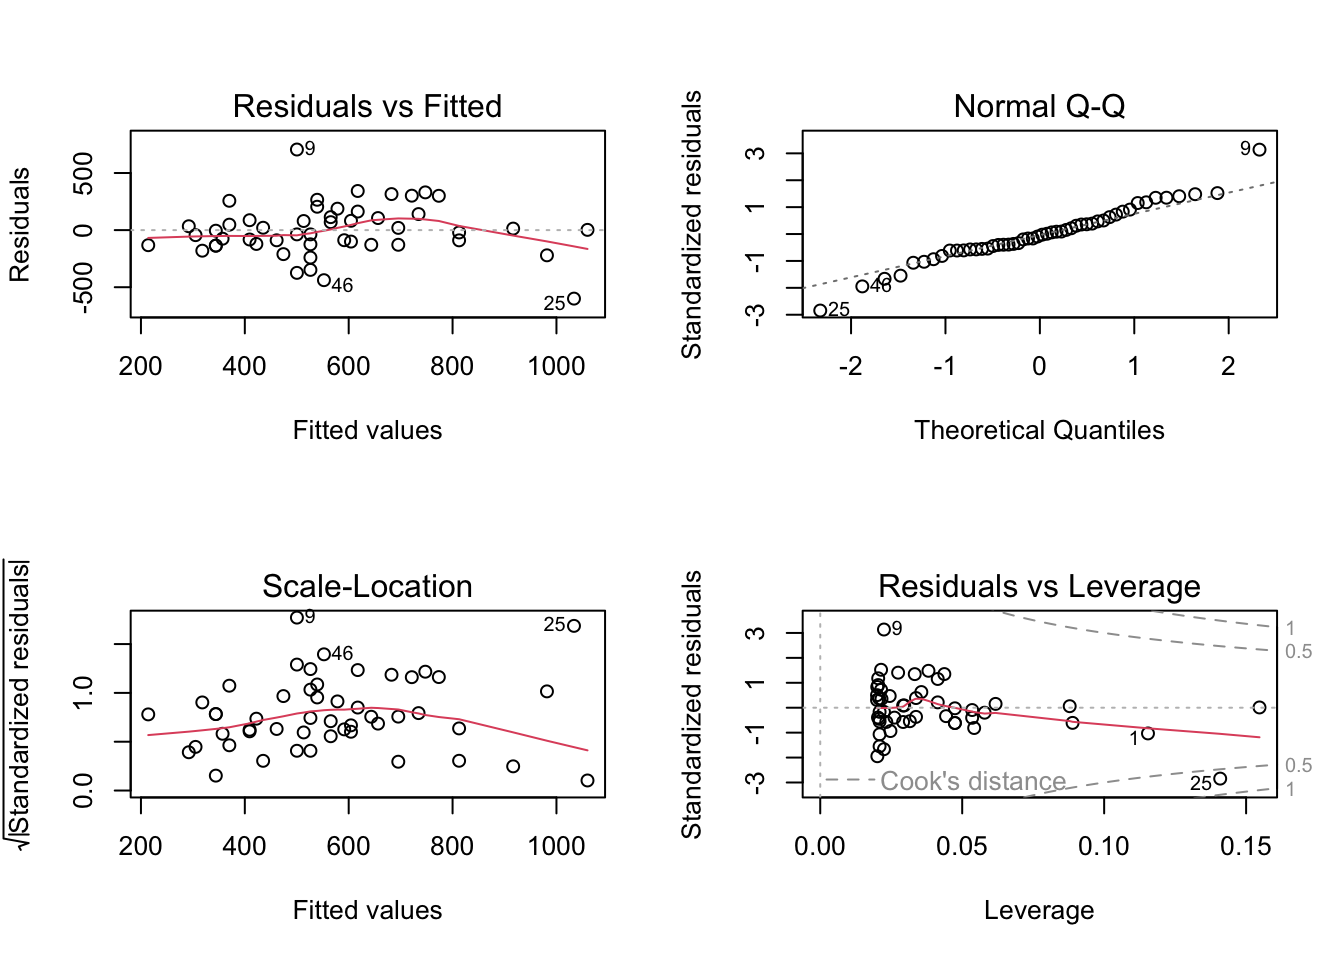 Residuals vs Fitted
Residuals
500
0
-500
9
46
25
200 400 600 800 1000
Fitted values
Normal Q-Q
Standardized residuals
3
1
-1
-3
9
46
25
-2 -1 0 1 2
Theoretical Quantiles
Scale-Location
√|Standardized residuals|
1.0
0.0
9
25
46
200 400 600 800 1000
Fitted values
Residuals vs Leverage
Standardized residuals
3
1
-1
-3
9
1
0.5
1
0.5
25
1
Cook's distance
0.00 0.05 0.10 0.15
Leverage